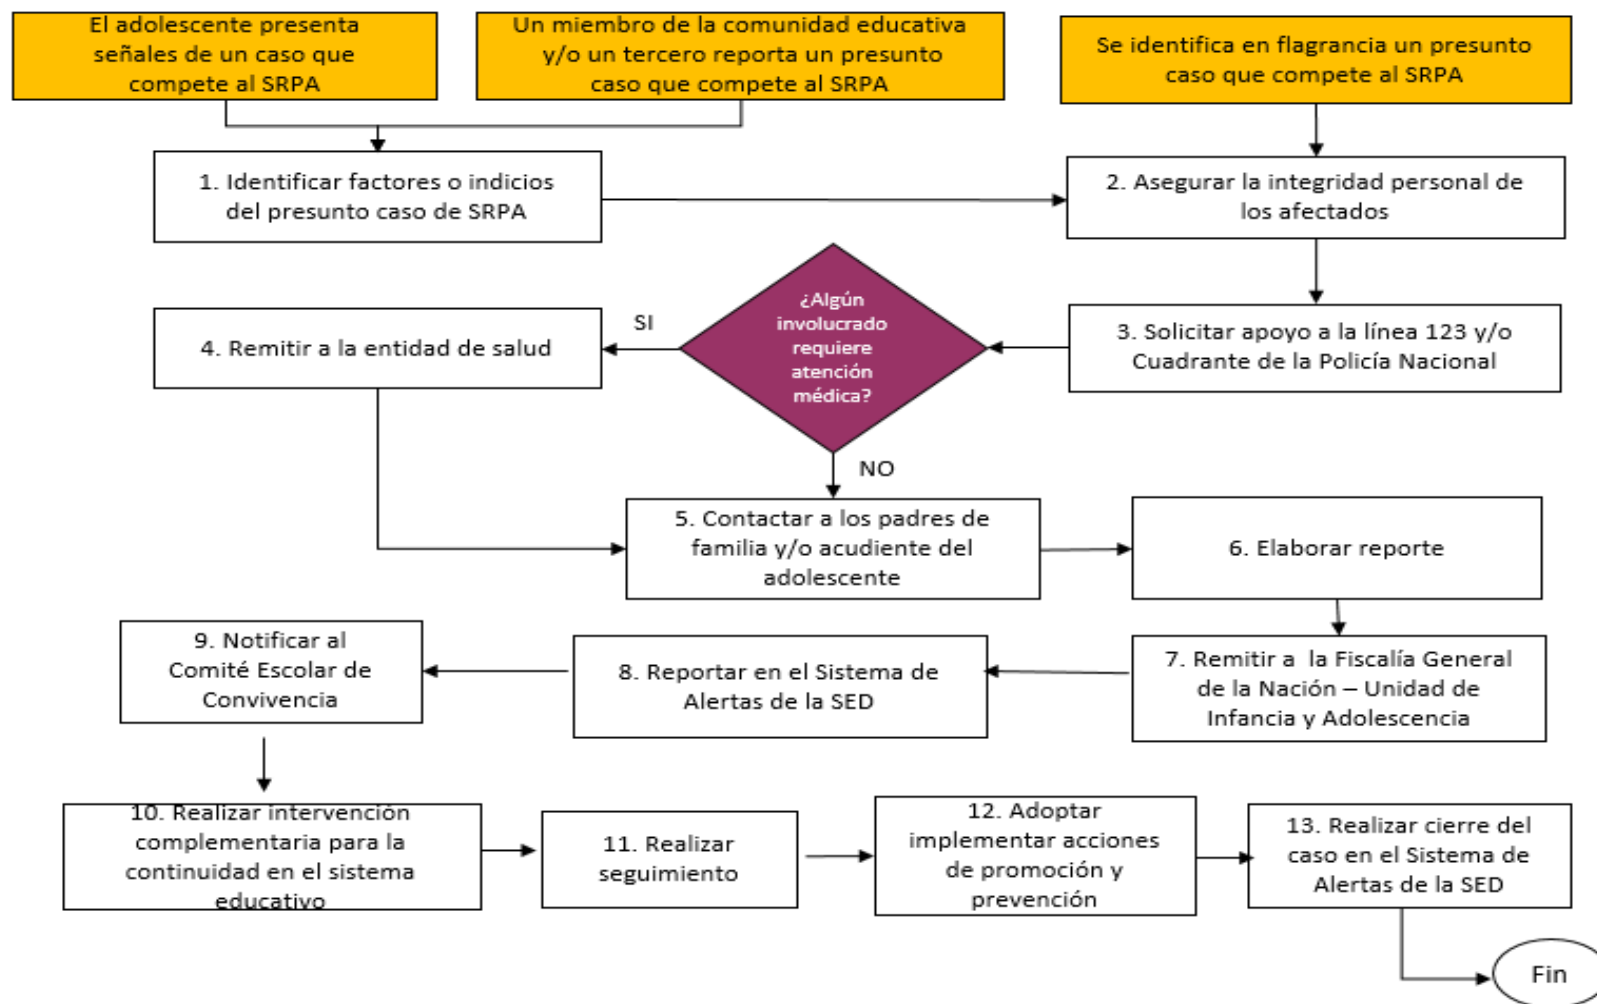 El adolescente presenta
señales de un caso que
compete al SRPA
Un miembro de la comunidad educativa
y/o un tercero reporta un presunto
caso que compete al SRPA
Se identifica en flagrancia un presunto
caso que compete al SRPA
1. Identificar factores o indicios
del presunto caso de SRPA
2. Asegurar la integridad personal de
los afectados
¿Algún
involucrado
requiere
atención
médica?
SI
NO
3. Solicitar apoyo a la línea 123 y/o
Cuadrante de la Policía Nacional
4. Remitir a la entidad de salud
5. Contactar a los padres de
familia y/o acudiente del
adolescente
6. Elaborar reporte
7. Remitir a la Fiscalía General
de la Nación – Unidad de
Infancia y Adolescencia
8. Reportar en el Sistema de
Alertas de la SED
9. Notificar al
Comité Escolar de
Convivencia
10. Realizar intervención
complementaria para la
continuidad en el sistema
educativo
11. Realizar
seguimiento
12. Adoptar
implementar acciones
de promoción y
prevención
13. Realizar cierre del
caso en el Sistema de
Alertas de la SED
Fin